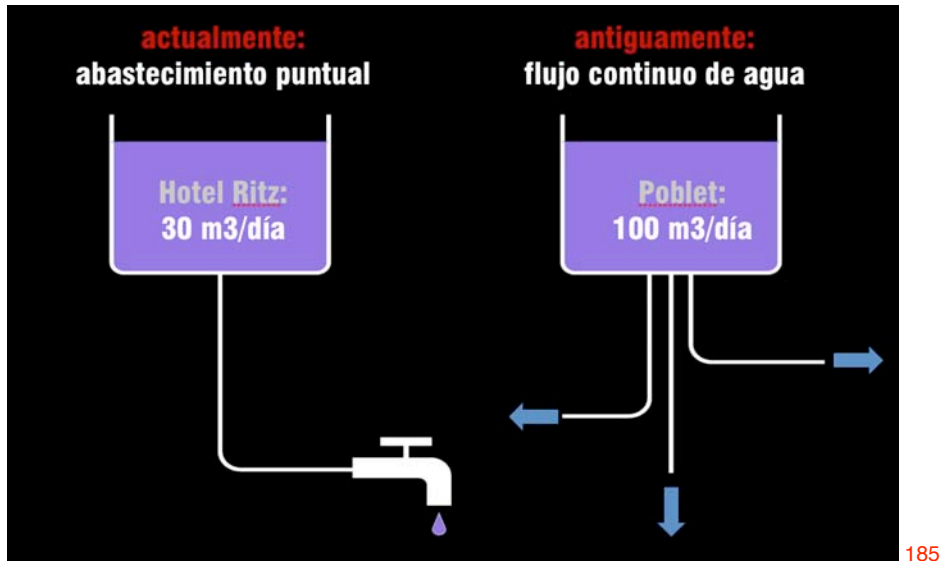 actualmente:
abastecimiento puntual
Hotel Ritz:
30 m3/día
antiguamente:
flujo continuo de agua
Poblet:
100 m3/día
185